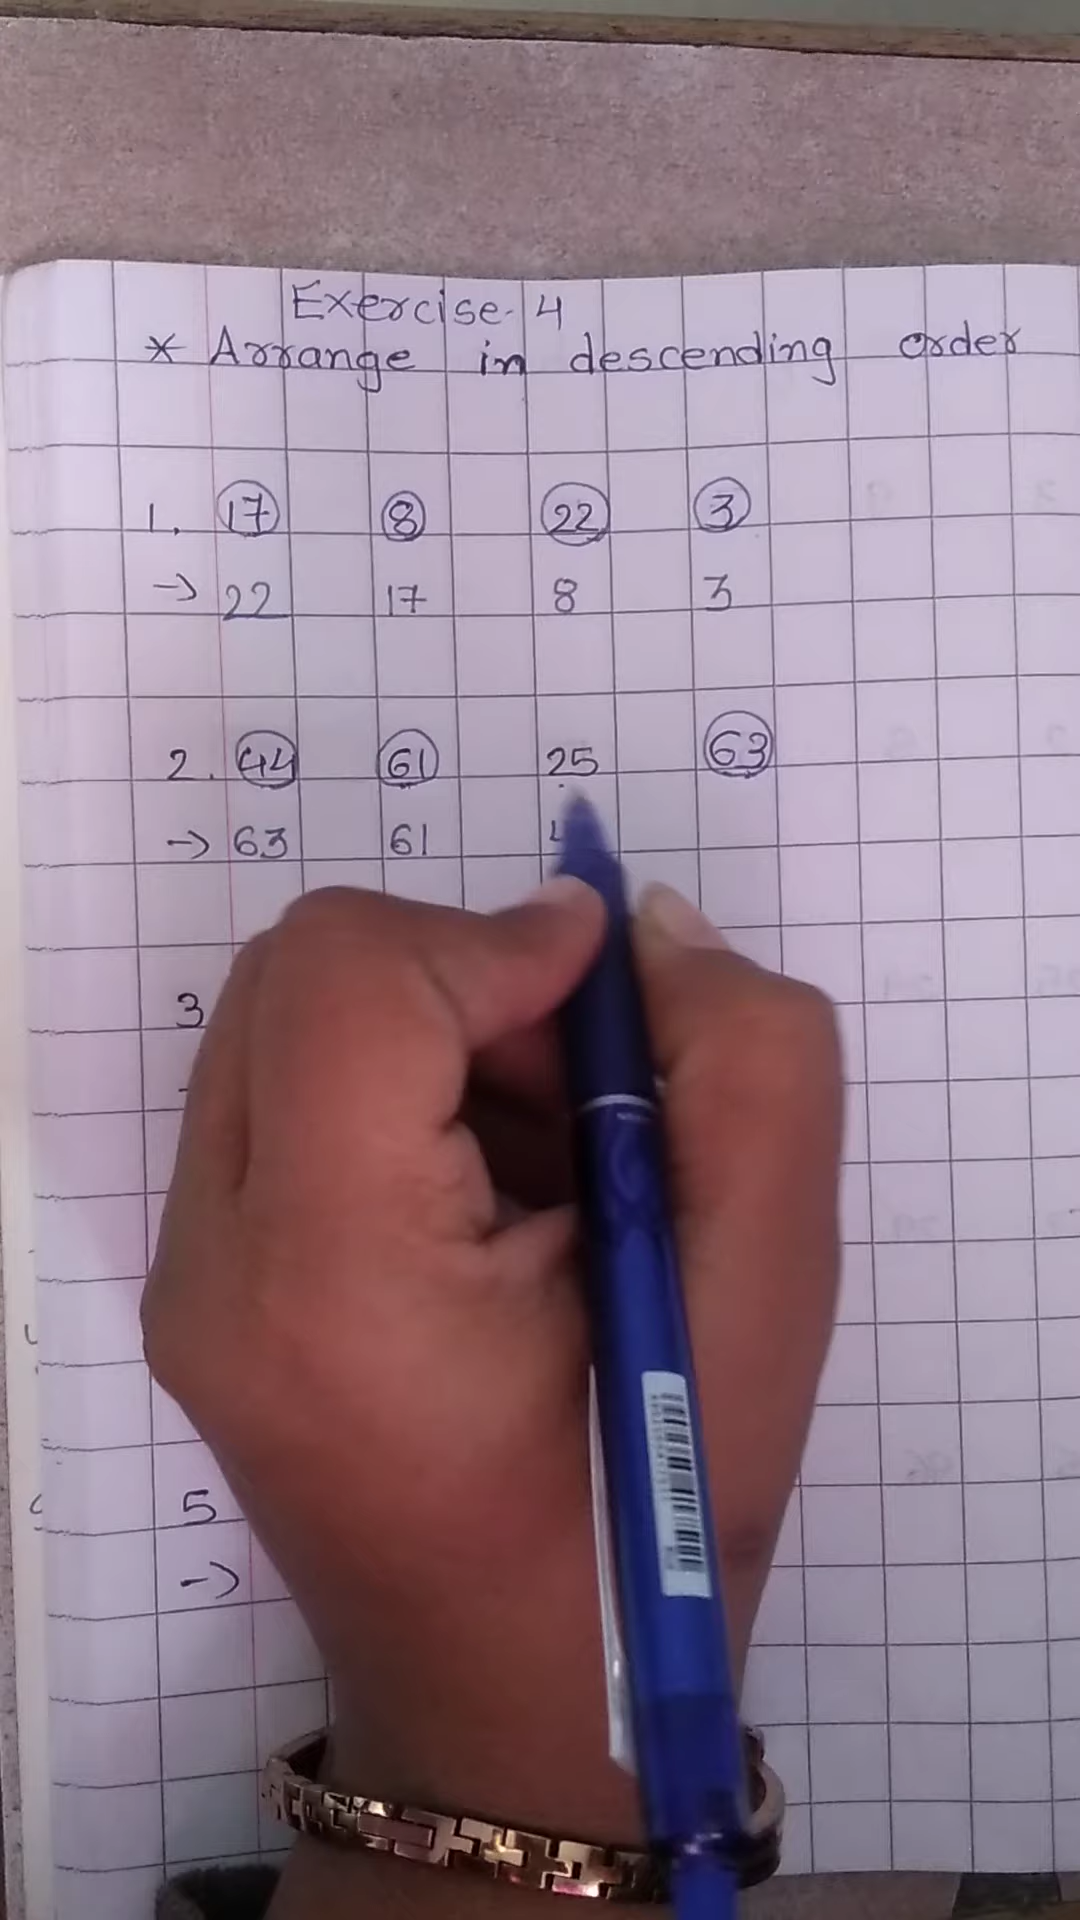 Exercise-4
* Arrange in descending order
1. 17 8 22 3
→ 22 17 8 3
2. 44 61 25 63
→ 63 61
3
5
→